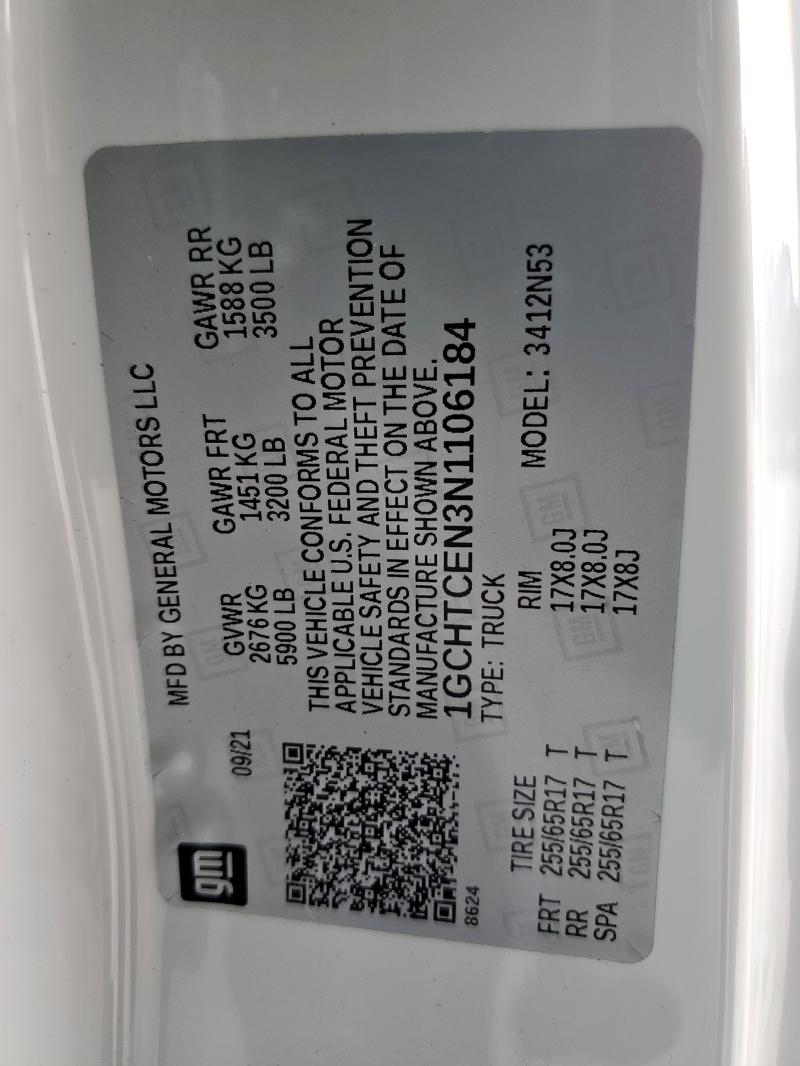 gm
MFD BY GENERAL MOTORS LLC
09/21
GVWR GAWR FRT GAWR RR
2676 KG 1451 KG 1588 KG
5900 LB 3200 LB 3500 LB
THIS VEHICLE CONFORMS TO ALL
APPLICABLE U.S. FEDERAL MOTOR
VEHICLE SAFETY AND THEFT PREVENTION
STANDARDS IN EFFECT ON THE DATE OF
MANUFACTURE SHOWN ABOVE.
1GCHTCEN3N1106184
8624
TYPE: TRUCK
MODEL: 3412N53
TIRE SIZE RIM
FRT 255/65R17 T 17X8.0J
RR 255/65R17 T 17X8.0J
SPA 255/65R17 T 17X8J